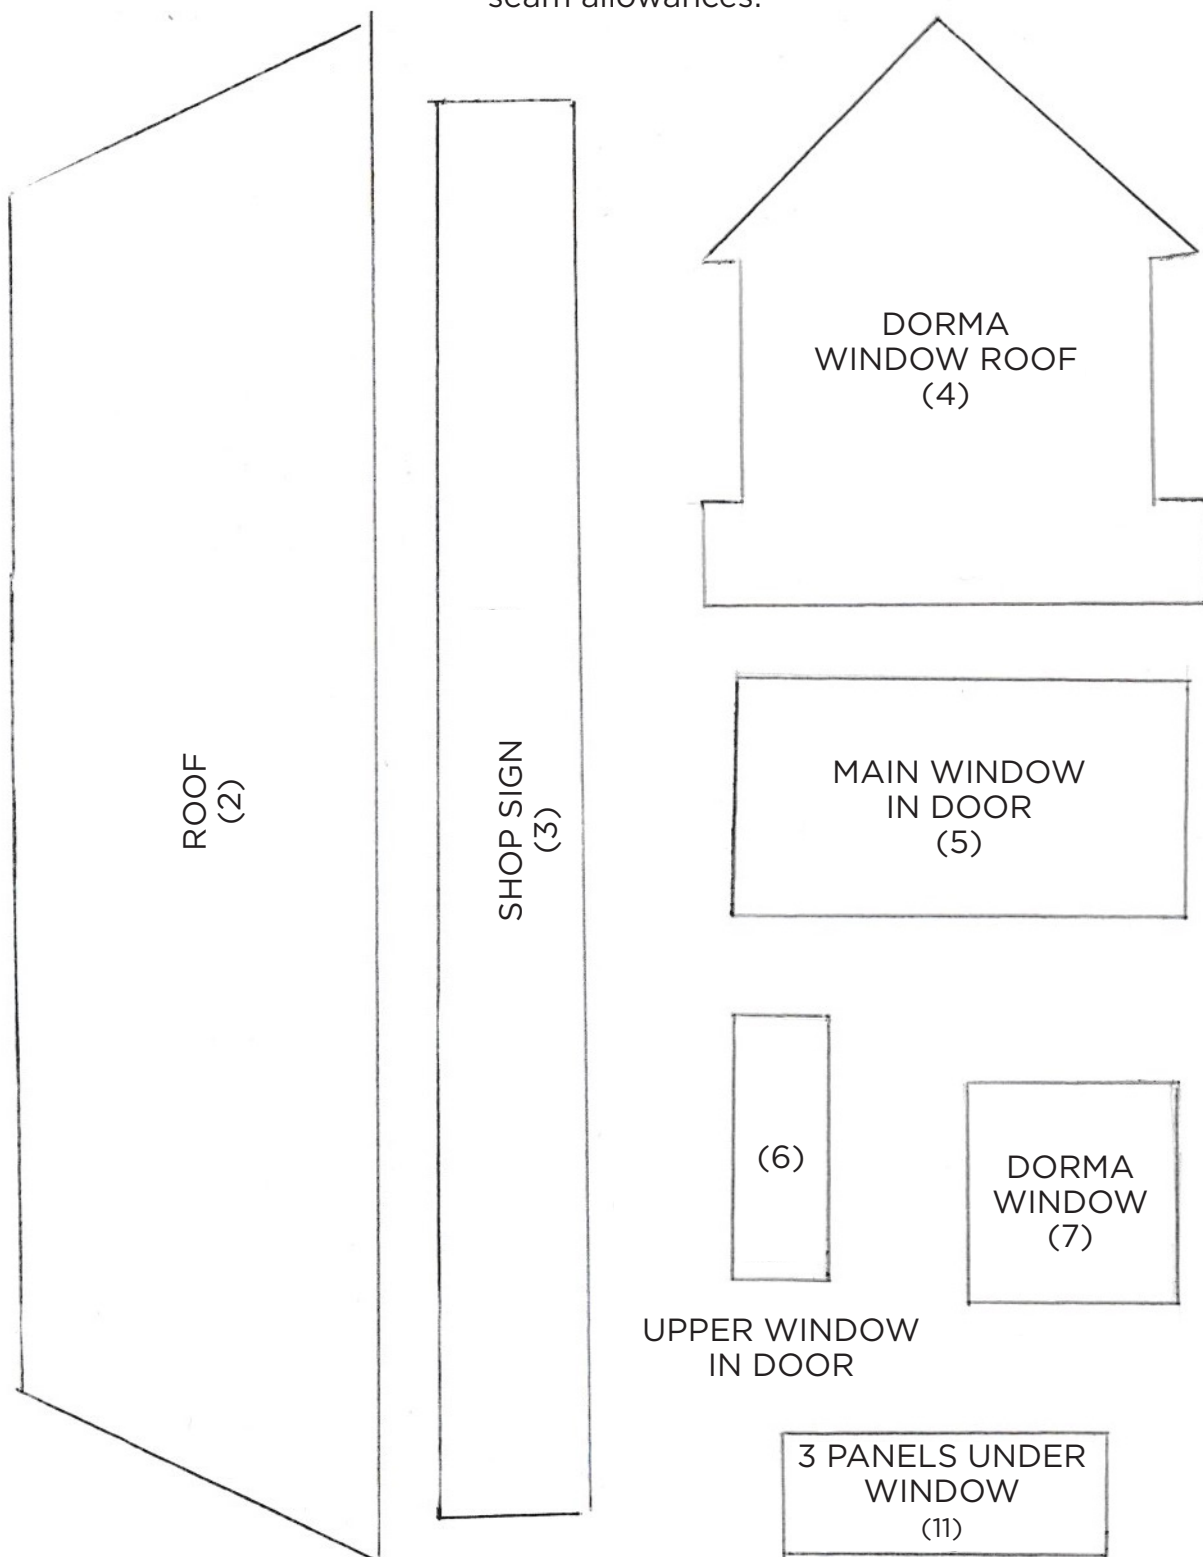 seam allowances.
DORMA
WINDOW ROOF
(4)
ROOF
(2)
SHOP SIGN
(3)
MAIN WINDOW
IN DOOR
(5)
(6)
DORMA
WINDOW
(7)
UPPER WINDOW
IN DOOR
3 PANELS UNDER
WINDOW
(11)